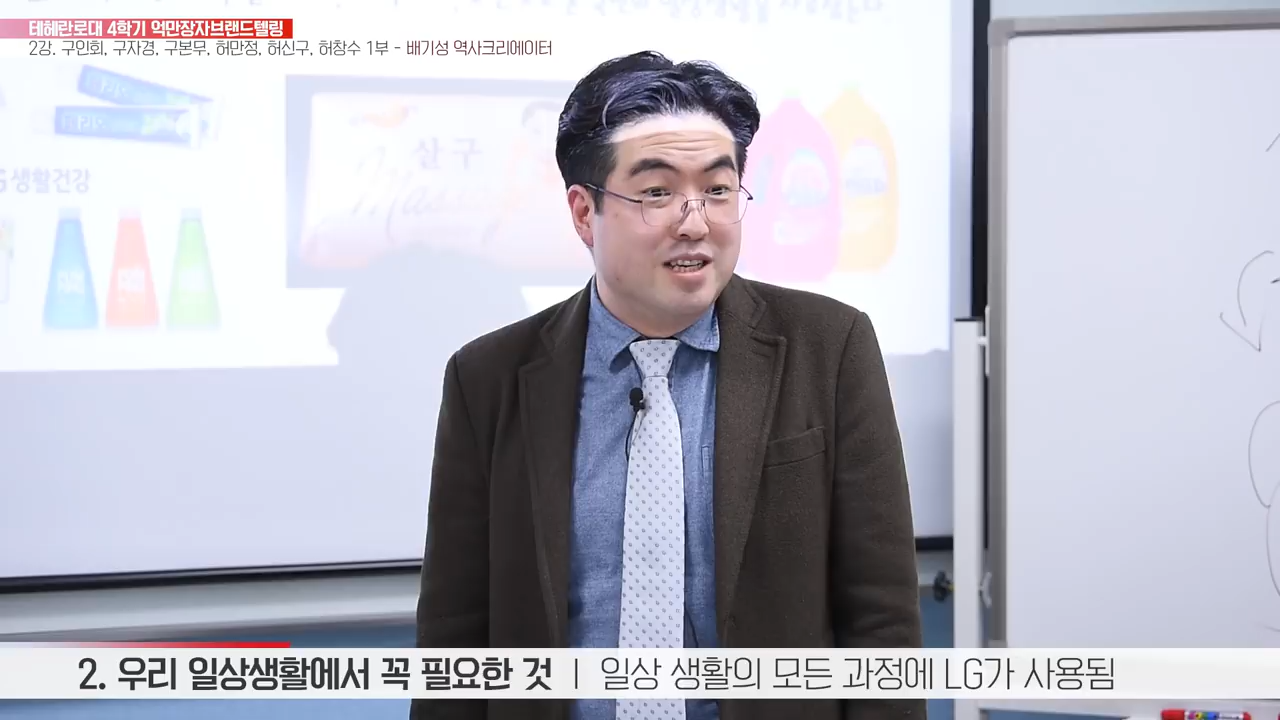 테헤란로대 4학기 억만장자브랜드텔링
2강. 구인회, 구자경, 구본무, 허만정, 허신구, 허창수 1부 - 배기성 역사크리에이터
생활건강
살구
2. 우리 일상생활에서 꼭 필요한 것 | 일상 생활의 모든 과정에 LG가 사용됨